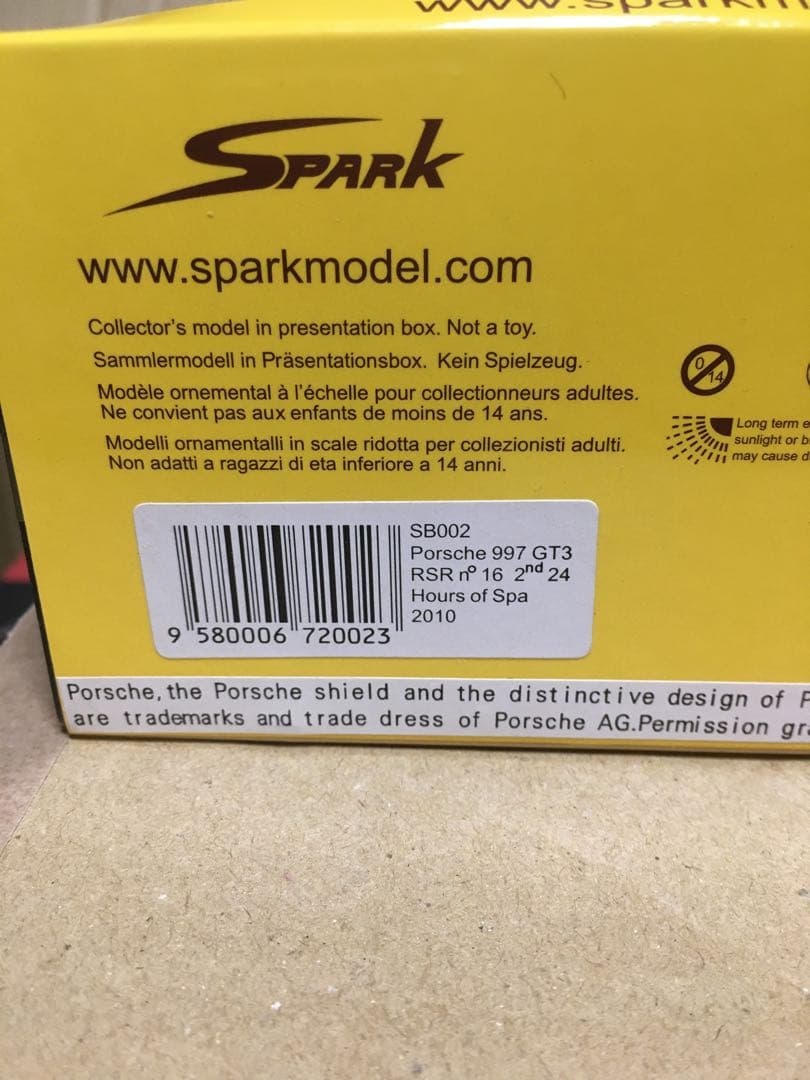 www.spark
SPARK
www.sparkmodel.com
Collector's model in presentation box. Not a toy.
Sammlermodell in Präsentationsbox. Kein Spielzeug.
Modèle ornemental à l'échelle pour collectionneurs adultes.
Ne convient pas aux enfants de moins de 14 ans.
Modelli ornamentalli in scale ridotta per collezionisti adulti.
Non adatti a ragazzi di eta inferiore a 14 anni.
0
14
Long term
sunlight or
may cause
SB002
Porsche 997 GT3
RSR nº 16 2nd 24
Hours of Spa
2010
9 580006 720023
Porsche, the Porsche shield and the distinctive design of
are trademarks and trade dress of Porsche AG.Permission